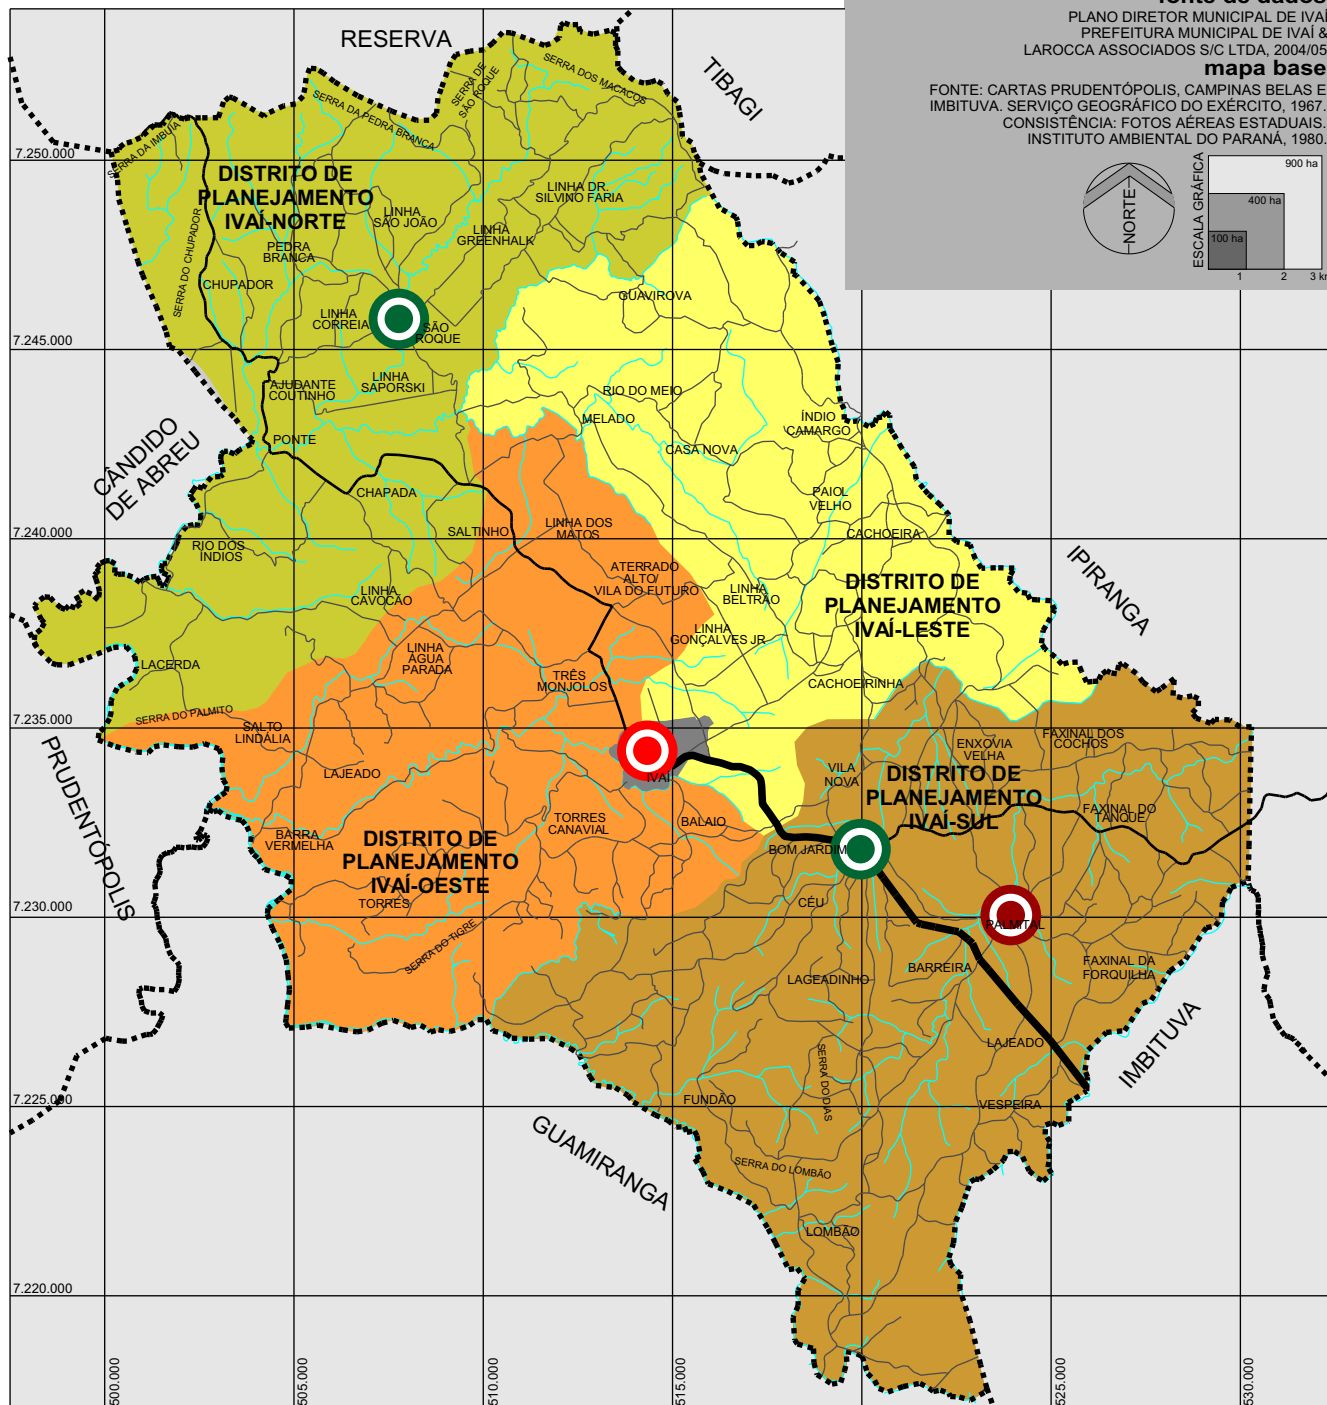 fonte de dados
PLANO DIRETOR MUNICIPAL DE IVAÍ
PREFEITURA MUNICIPAL DE IVAÍ &
LAROCCA ASSOCIADOS S/C LTDA, 2004/05
mapa base
FONTE: CARTAS PRUDENTÓPOLIS, CAMPINAS BELAS E
IMBITUVA. SERVIÇO GEOGRÁFICO DO EXÉRCITO, 1967.
CONSISTÊNCIA: FOTOS AÉREAS ESTADUAIS.
INSTITUTO AMBIENTAL DO PARANÁ, 1980.
NORTE
ESCALA GRÁFICA
900 ha
400 ha
100 ha
1
2
3 km
RESERVA
TIBAGI
SERRA DE
SÃO ROQUE
SERRA DOS MACACOS
SERRA DA PEDRA BRANCA
SERRA DA IMBUIA
7.250.000
DISTRITO DE
PLANEJAMENTO
IVAÍ-NORTE
LINHA DR.
SILVINO FARIA
LINHA
SÃO JOÃO
LINHA
GREENHALK
PEDRA
BRANCA
SERRA DO CHUPADOR
CHUPADOR
GUAVIROVA
LINHA
CORREIA
SÃO
ROQUE
7.245.000
AJUDANTE
COUTINHO
LINHA
SAPORSKI
RIO DO MEIO
MELADO
ÍNDIO
CAMARGO
PONTE
CASA NOVA
CÂNDIDO
DE ABREU
CHAPADA
PAIOL
VELHO
SALTINHO
LINHA DOS
MATOS
CACHOEIRA
7.240.000
RIO DOS
ÍNDIOS
IPIRANGA
ATERRADO
ALTO/
VILA DO FUTURO
LINHA
CAVOCÃO
LINHA
BELTRÃO
DISTRITO DE
PLANEJAMENTO
IVAÍ-LESTE
LINHA
GONÇALVES JR.
LINHA
ÁGUA
PARADA
LACERDA
TRÊS
MONJOLOS
CACHOEIRINHA
SERRA DO PALMITO
7.235.000
SALTO
LINDÁLIA
FAXINAL DOS
COCHOS
ENXOVIA
VELHA
PRUDENTÓPOLIS
LAJEADO
IVAÍ
VILA
NOVA
DISTRITO DE
PLANEJAMENTO
IVAÍ-SUL
FAXINAL DO
TANQUE
TORRES
CANAVIAL
BALAIO
BARRA
VERMELHA
DISTRITO DE
PLANEJAMENTO
IVAÍ-OESTE
BOM JARDIM
TORRES
CÉU
7.230.000
PALMITAL
SERRA DO TIGRE
BARREIRA
FAXINAL DA
FORQUILHA
LAGEADINHO
LAJEADO
IMBITUVA
SERRA DO DIAS
FUNDÃO
VESPEIRA
7.225.000
GUAMIRANGA
SERRA DO LOMBÃO
LOMBÃO
7.220.000
500.000
505.000
510.000
515.000
525.000
530.000